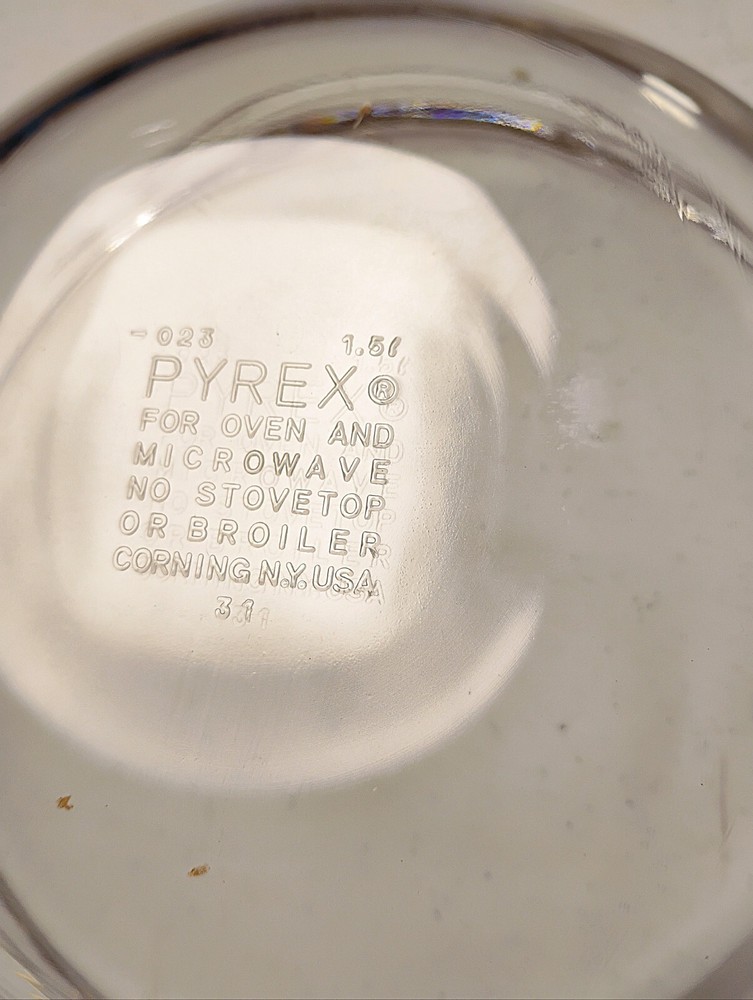 - 023 1.5ℓ
PYREX®
FOR OVEN AND
MICROWAVE
NO STOVETOP
OR BROILER
CORNING N.Y. USA
31